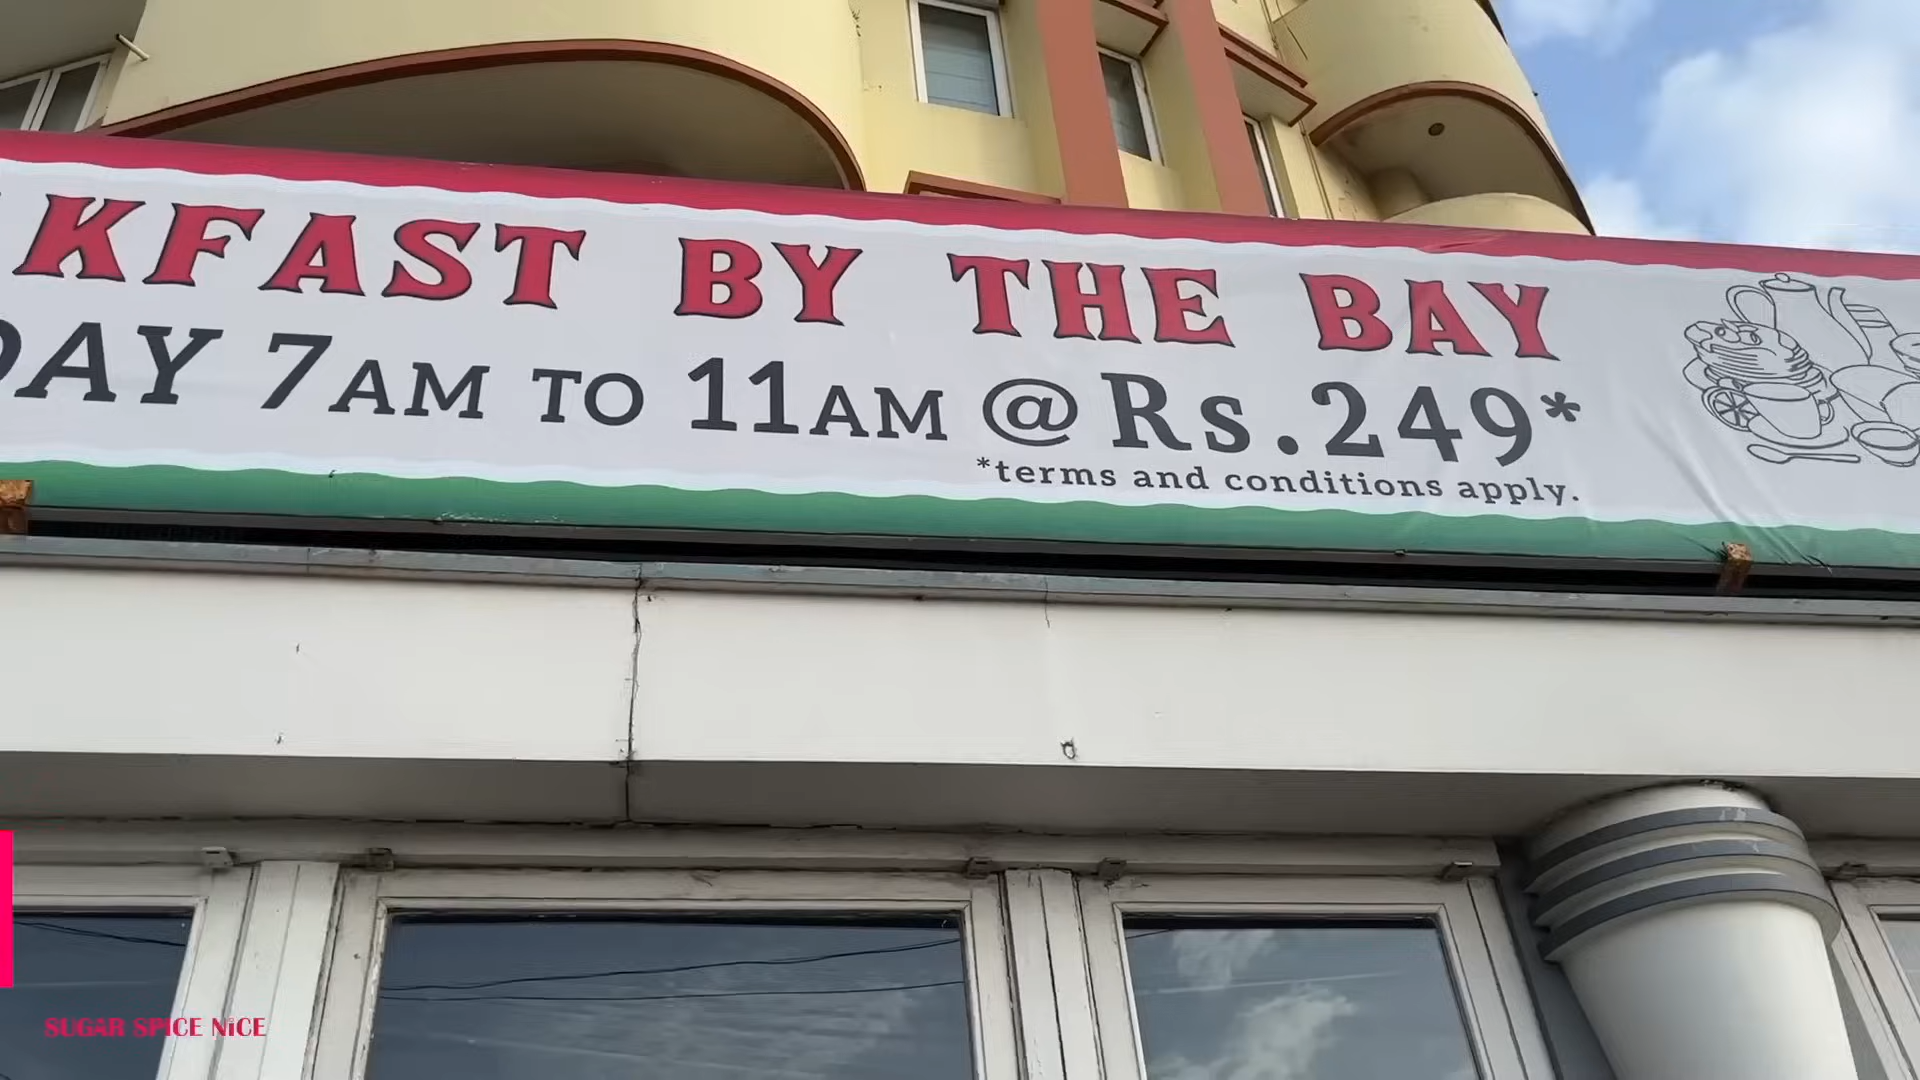 KFAST BY THE BAY
DAY 7AM TO 11AM @ Rs.249*
*terms and conditions apply.
SUGAR SPICE NiCE